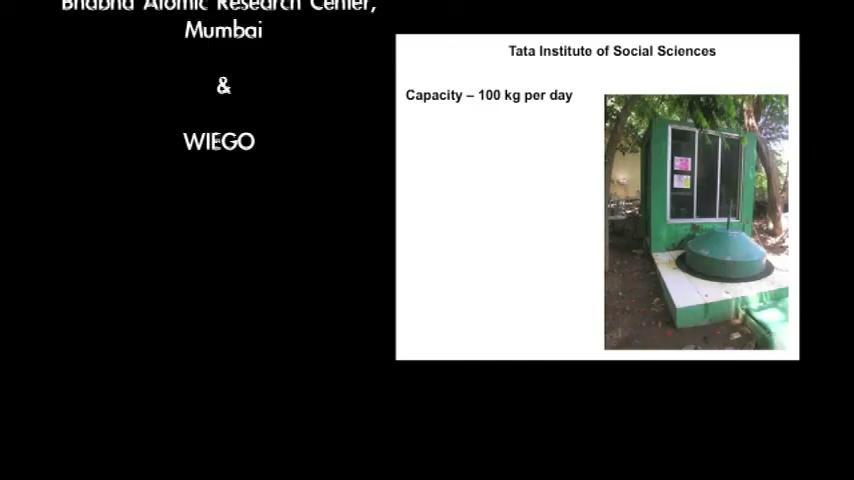 Bhabha Atomic Research Center,
Mumbai
&
WIEGO
Tata Institute of Social Sciences
Capacity – 100 kg per day